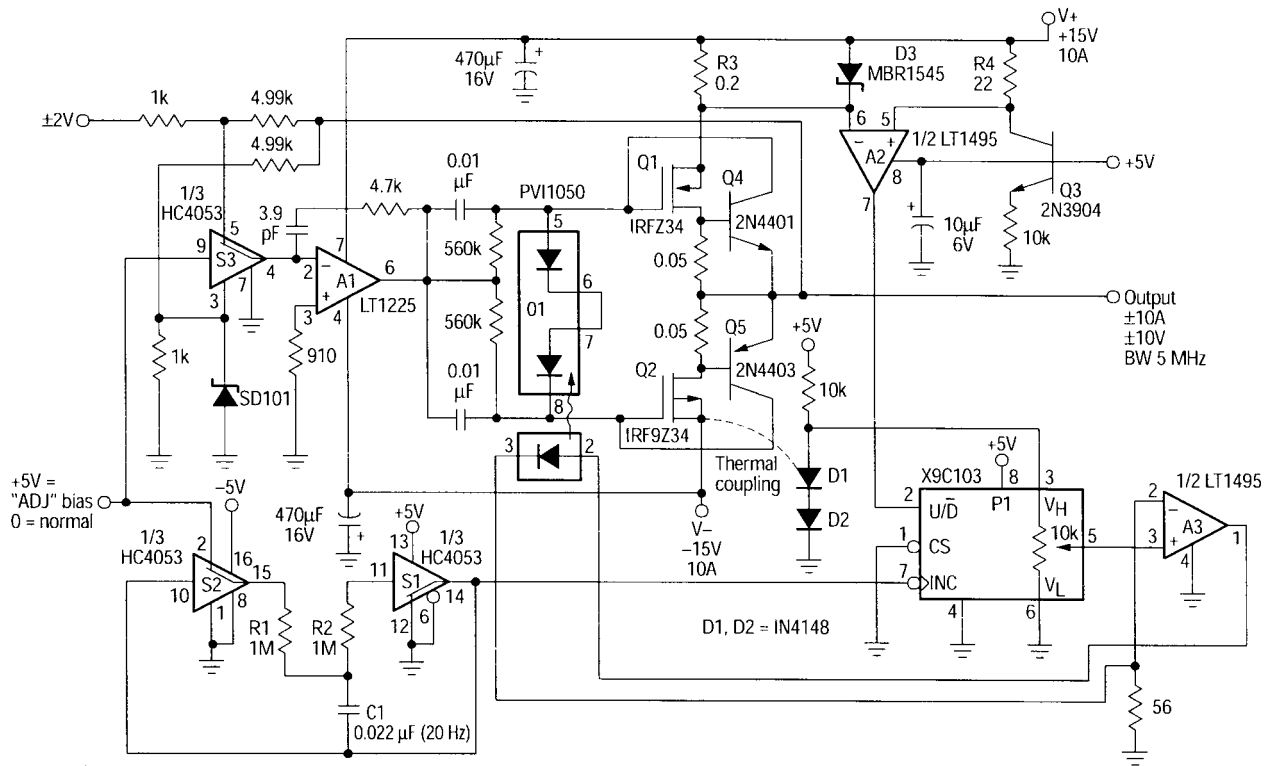 V+
+15V
10A
470µF
16V
+
R3
0.2
D3
MBR1545
R4
22
±2V
1k
4.99k
4.99k
6
5
−
+
A2
8
7
1/2 LT1495
+5V
0.01
µF
PVI1050
Q1
Q4
IRFZ34
2N4401
Q3
2N3904
10µF
6V
+
10k
1/3
HC4053
3.9
pF
4.7k
5
9
S3
4
7
3
2
−
7
A1
6
+
3
4
LT1225
560k
560k
5
6
O1
7
8
0.05
0.05
Output
±10A
±10V
BW 5 MHz
1k
SD101
910
0.01
µF
Q2
Q5
2N4403
IRF9Z34
+5V
10k
3
2
Thermal
coupling
D1
D2
+5V =
"ADJ" bias
0 = normal
−5V
1/3
HC4053
2
16
10
S2
15
1
8
470µF
16V
+
+5V
1/3
HC4053
13
11
S1
14
12
6
V−
−15V
10A
X9C103
+5V
8
3
P1
2
U/D̅
VH
1
CS
10k
5
7
INC
VL
4
6
1/2 LT1495
2
−
A3
1
3
+
4
R1
1M
R2
1M
D1, D2 = IN4148
C1
0.022 µF (20 Hz)
56